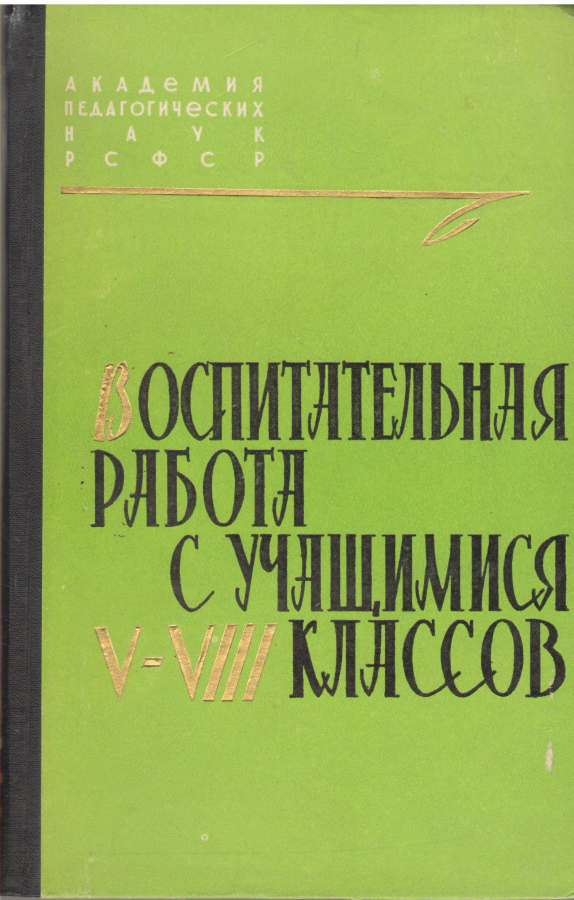 АКАДЕМИЯ
ПЕДАГОГИЧЕСКИХ
НАУК
РСФСР
ВОСПИТАТЕЛЬНАЯ
РАБОТА
С УЧАЩИМИСЯ
V-VIII КЛАССОВ